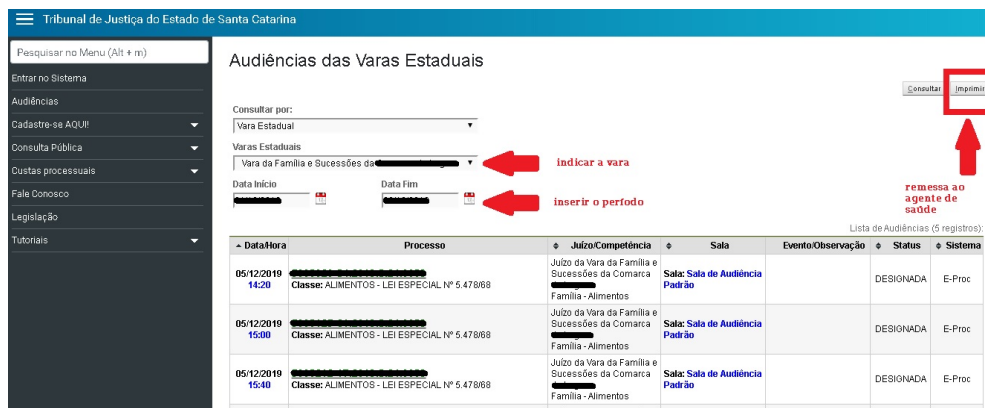 Tribunal de Justiça do Estado de Santa Catarina
Pesquisar no Menu (Alt + m)
Entrar no Sistema
Audiências
Cadastre-se AQUI!
Consulta Pública
Custas processuais
Fale Conosco
Legislação
Tutoriais
Audiências das Varas Estaduais
Consultar Imprimir
Consultar por:
Vara Estadual
Varas Estaduais
Vara da Família e Sucessões da
indicar a vara
Data Início Data Fim
inserir o período
remessa ao
agente de
saúde
Lista de Audiências (5 registros):
Data/Hora Processo Juízo/Competência Sala Evento/Observação Status Sistema
05/12/2019
14:20
Classe: ALIMENTOS - LEI ESPECIAL Nº 5.478/68
Juízo da Vara da Família e
Sucessões da Comarca
Família - Alimentos
Sala: Sala de Audiência
Padrão
DESIGNADA
E-Proc
05/12/2019
15:00
Classe: ALIMENTOS - LEI ESPECIAL Nº 5.478/68
Juízo da Vara da Família e
Sucessões da Comarca
Família - Alimentos
Sala: Sala de Audiência
Padrão
DESIGNADA
E-Proc
05/12/2019
15:40
Classe: ALIMENTOS - LEI ESPECIAL Nº 5.478/68
Juízo da Vara da Família e
Sucessões da Comarca
Família - Alimentos
Sala: Sala de Audiência
Padrão
DESIGNADA
E-Proc